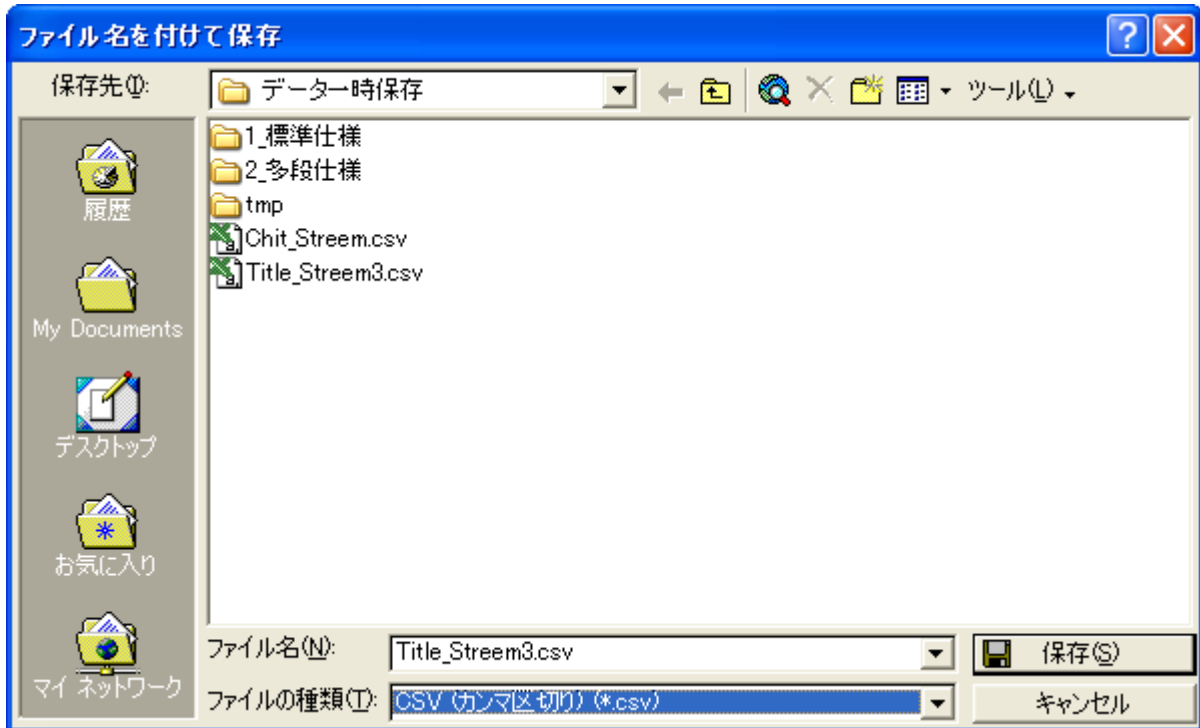 ファイル名を付けて保存
保存先(I):
データ一時保存
ツール(L)
1_標準仕様
2_多段仕様
tmp
Chit_Streem.csv
Title_Streem3.csv
履歴
My Documents
デスクトップ
お気に入り
マイ ネットワーク
ファイル名(N):
Title_Streem3.csv
保存(S)
ファイルの種類(T):
CSV (カンマ区切り) (*.csv)
キャンセル